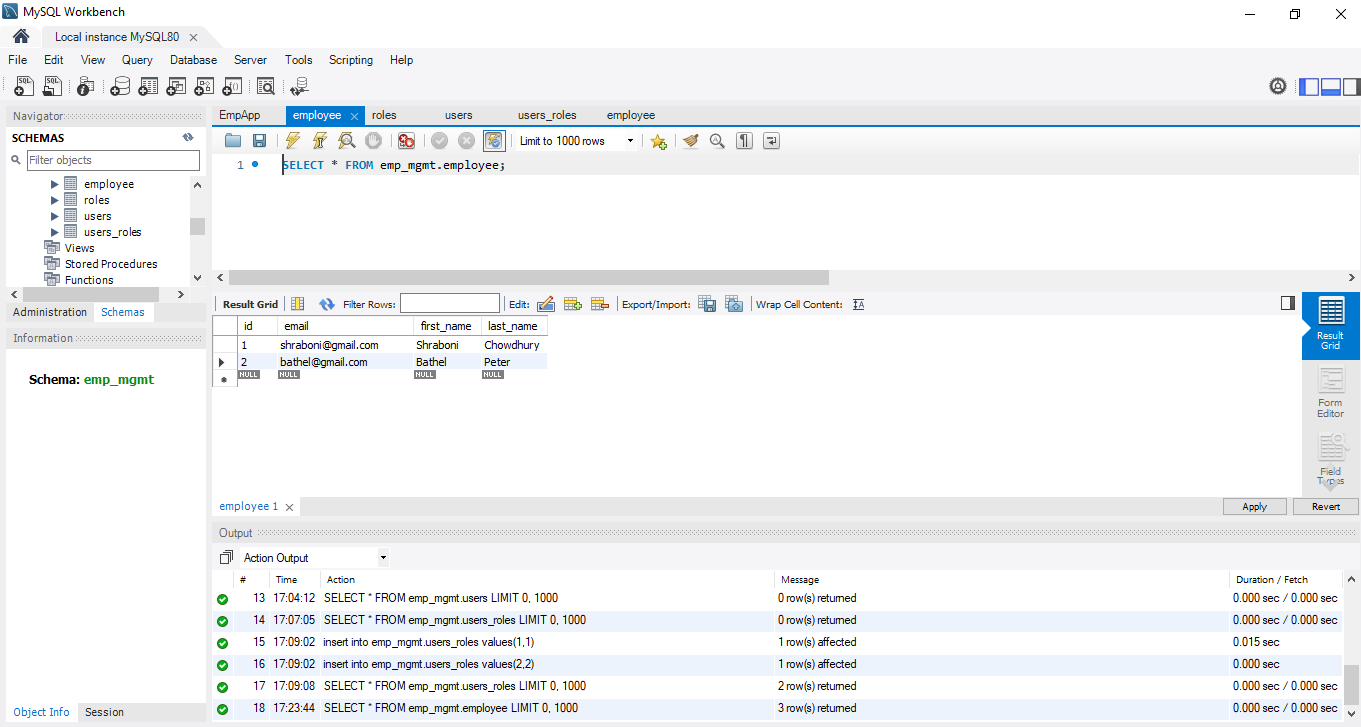 MySQL Workbench
Local instance MySQL80
File Edit View Query Database Server Tools Scripting Help
Navigator
SCHEMAS
Filter objects
employee
roles
users
users_roles
Views
Stored Procedures
Functions
Administration Schemas
Information
Schema: emp_mgmt
Object Info Session
EmpApp employee roles users users_roles employee
Limit to 1000 rows
1 SELECT * FROM emp_mgmt.employee;
Result Grid Filter Rows: Edit: Export/Import: Wrap Cell Content:
id email first_name last_name
1 shraboni@gmail.com Shraboni Chowdhury
2 bathel@gmail.com Bathel Peter
NULL NULL NULL NULL
Result
Grid
Form
Editor
Field
Types
employee 1 Apply Revert
Output
Action Output
# Time Action Message Duration / Fetch
13 17:04:12 SELECT * FROM emp_mgmt.users LIMIT 0, 1000 0 row(s) returned 0.000 sec / 0.000 sec
14 17:07:05 SELECT * FROM emp_mgmt.users_roles LIMIT 0, 1000 0 row(s) returned 0.000 sec / 0.000 sec
15 17:09:02 insert into emp_mgmt.users_roles values(1,1) 1 row(s) affected 0.015 sec
16 17:09:02 insert into emp_mgmt.users_roles values(2,2) 1 row(s) affected 0.000 sec
17 17:09:08 SELECT * FROM emp_mgmt.users_roles LIMIT 0, 1000 2 row(s) returned 0.000 sec / 0.000 sec
18 17:23:44 SELECT * FROM emp_mgmt.employee LIMIT 0, 1000 3 row(s) returned 0.000 sec / 0.000 sec